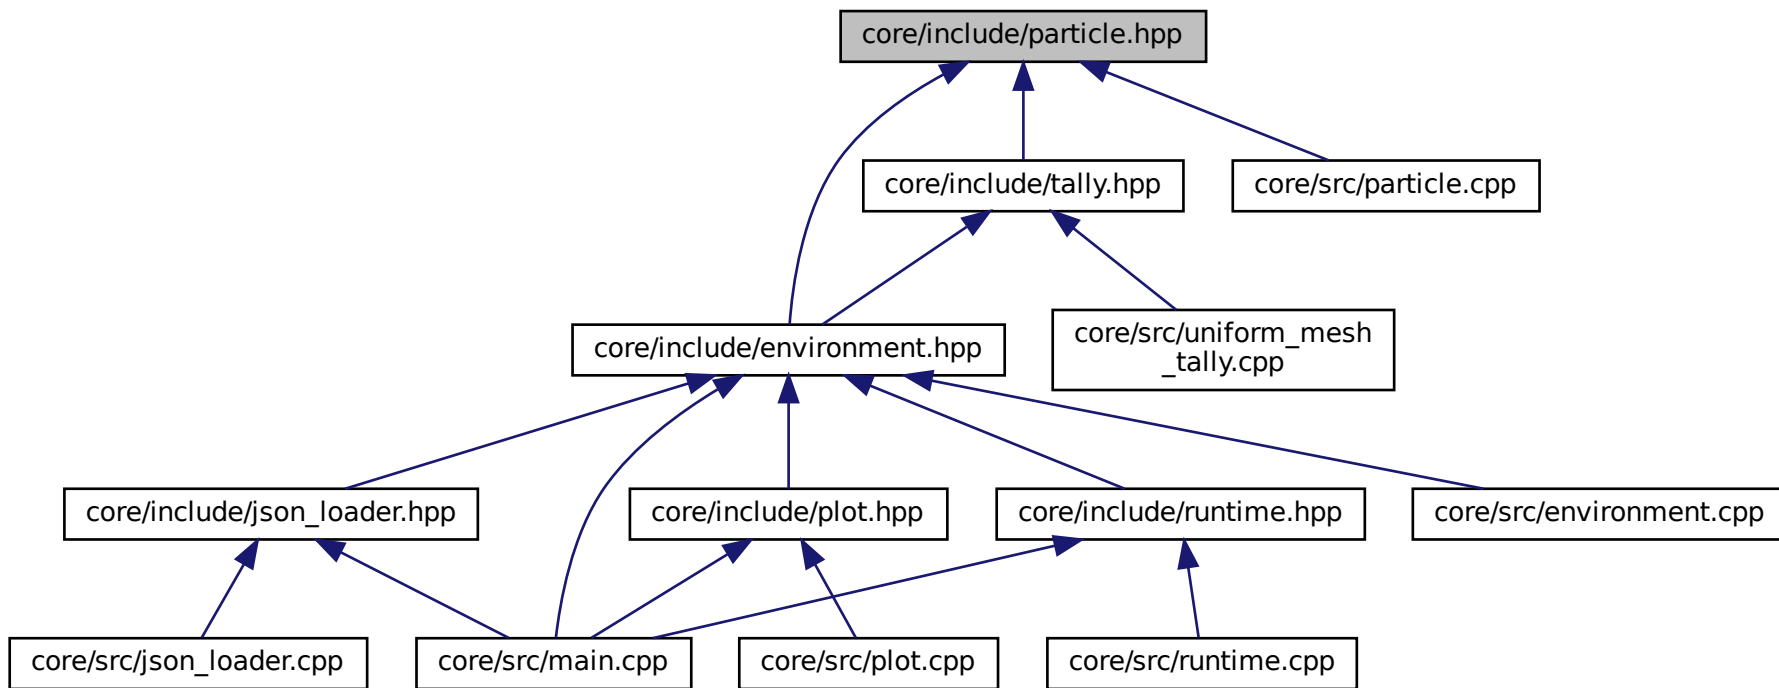 core/include/particle.hpp
core/include/tally.hpp
core/src/particle.cpp
core/include/environment.hpp
core/src/uniform_mesh
_tally.cpp
core/include/json_loader.hpp
core/include/plot.hpp
core/include/runtime.hpp
core/src/environment.cpp
core/src/json_loader.cpp
core/src/main.cpp
core/src/plot.cpp
core/src/runtime.cpp